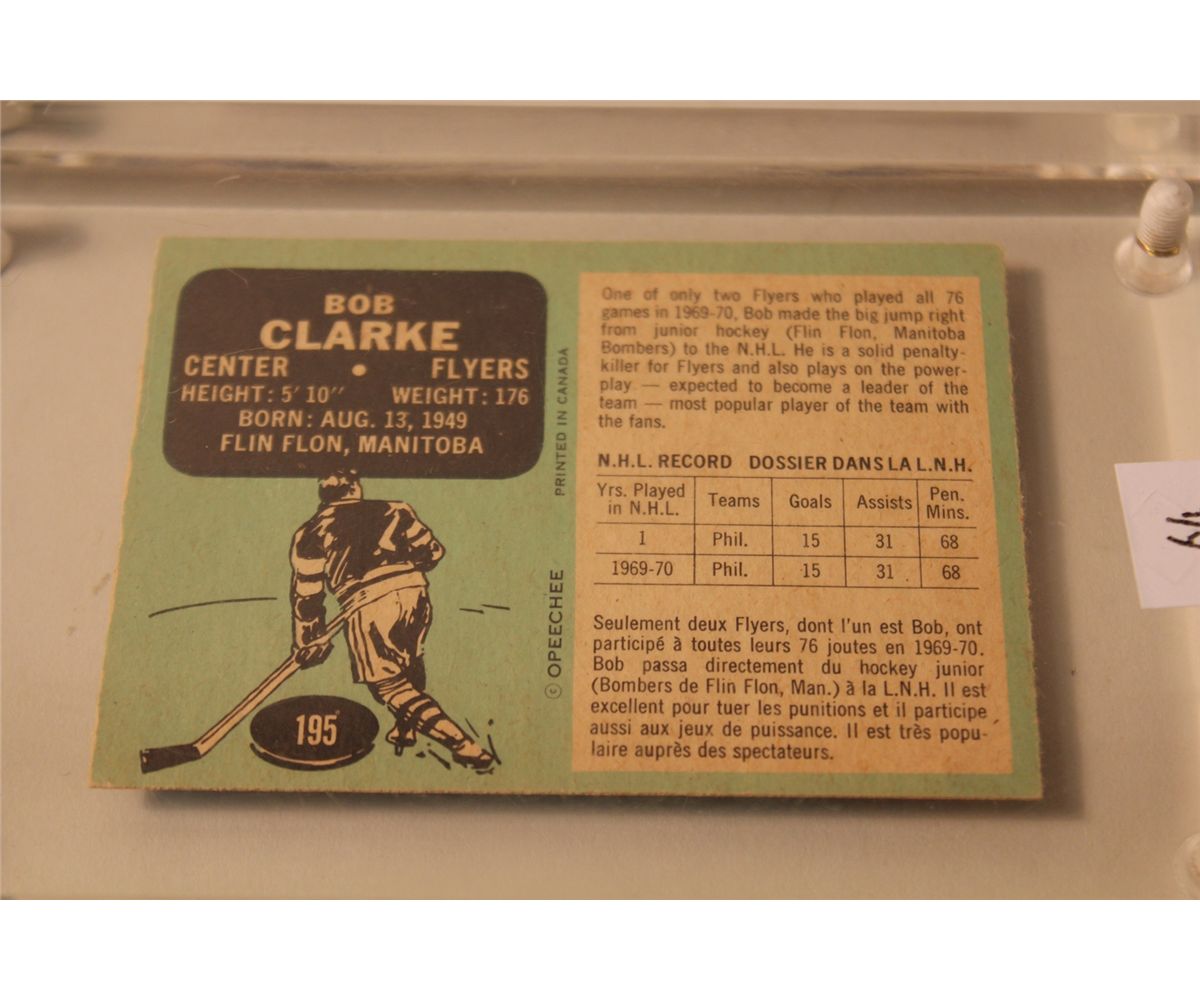 BOB
CLARKE
CENTER • FLYERS
HEIGHT: 5' 10" WEIGHT: 176
BORN: AUG. 13, 1949
FLIN FLON, MANITOBA
195
© OPEECHEE PRINTED IN CANADA
One of only two Flyers who played all 76
games in 1969-70, Bob made the big jump right
from junior hockey (Flin Flon, Manitoba
Bombers) to the N.H.L. He is a solid penalty-
killer for Flyers and also plays on the power-
play — expected to become a leader of the
team — most popular player of the team with
the fans.
N.H.L. RECORD DOSSIER DANS LA L.N.H.
Yrs. Played in N.H.L. Teams Goals Assists Pen. Mins.
1 Phil. 15 31 68
1969-70 Phil. 15 31 68
Seulement deux Flyers, dont l'un est Bob, ont
participé à toutes leurs 76 joutes en 1969-70.
Bob passa directement du hockey junior
(Bombers de Flin Flon, Man.) à la L.N.H. Il est
excellent pour tuer les punitions et il participe
aussi aux jeux de puissance. Il est très popu-
laire auprès des spectateurs.